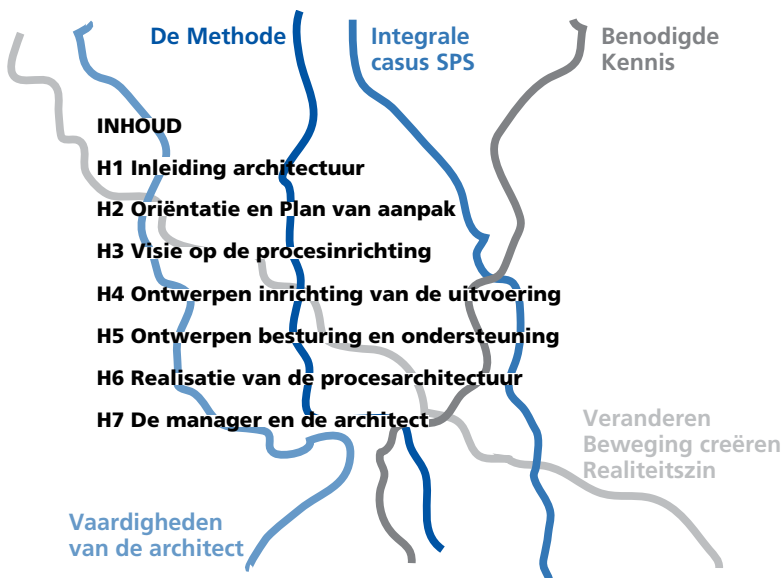 De Methode
Integrale
casus SPS
Benodigde
Kennis
INHOUD
H1 Inleiding architectuur
H2 Oriëntatie en Plan van aanpak
H3 Visie op de procesinrichting
H4 Ontwerpen inrichting van de uitvoering
H5 Ontwerpen besturing en ondersteuning
H6 Realisatie van de procesarchitectuur
H7 De manager en de architect
Veranderen
Beweging creëren
Realiteitszin
Vaardigheden
van de architect